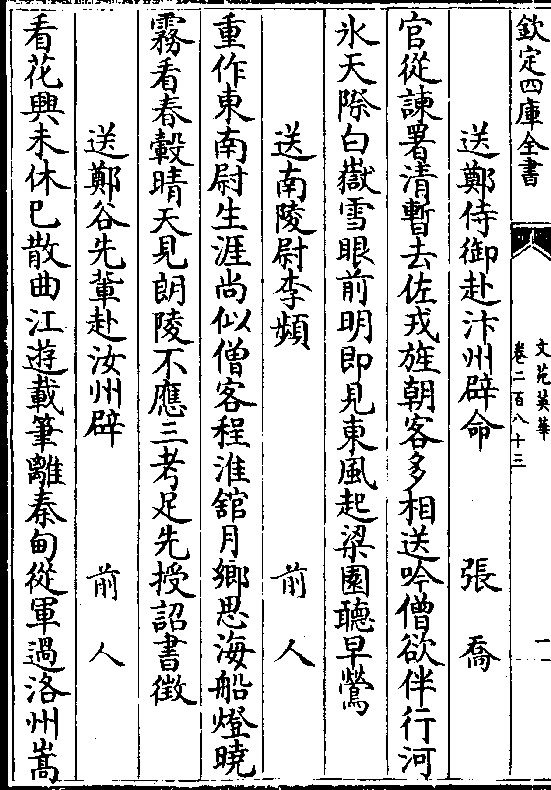 欽定四庫全書
文苑英華
卷二百八十三
一
送鄭侍御赴汴州辟命 張喬
官從諫署清暫去佐戎旌朝客多相送吟僧欲伴行河
氷天際白嶽雪眼前明即見東風起梁園聴早鶯
送南陵尉李頻 前人
重作東南尉生涯尚似僧客程淮舘月鄉思海船燈曉
霧看春轂晴天見朗陵不應三考足先授詔書徵
送鄭谷先軰赴汝州辟 前人
看花興未休已散曲江遊載筆離秦甸從軍過洛州嵩